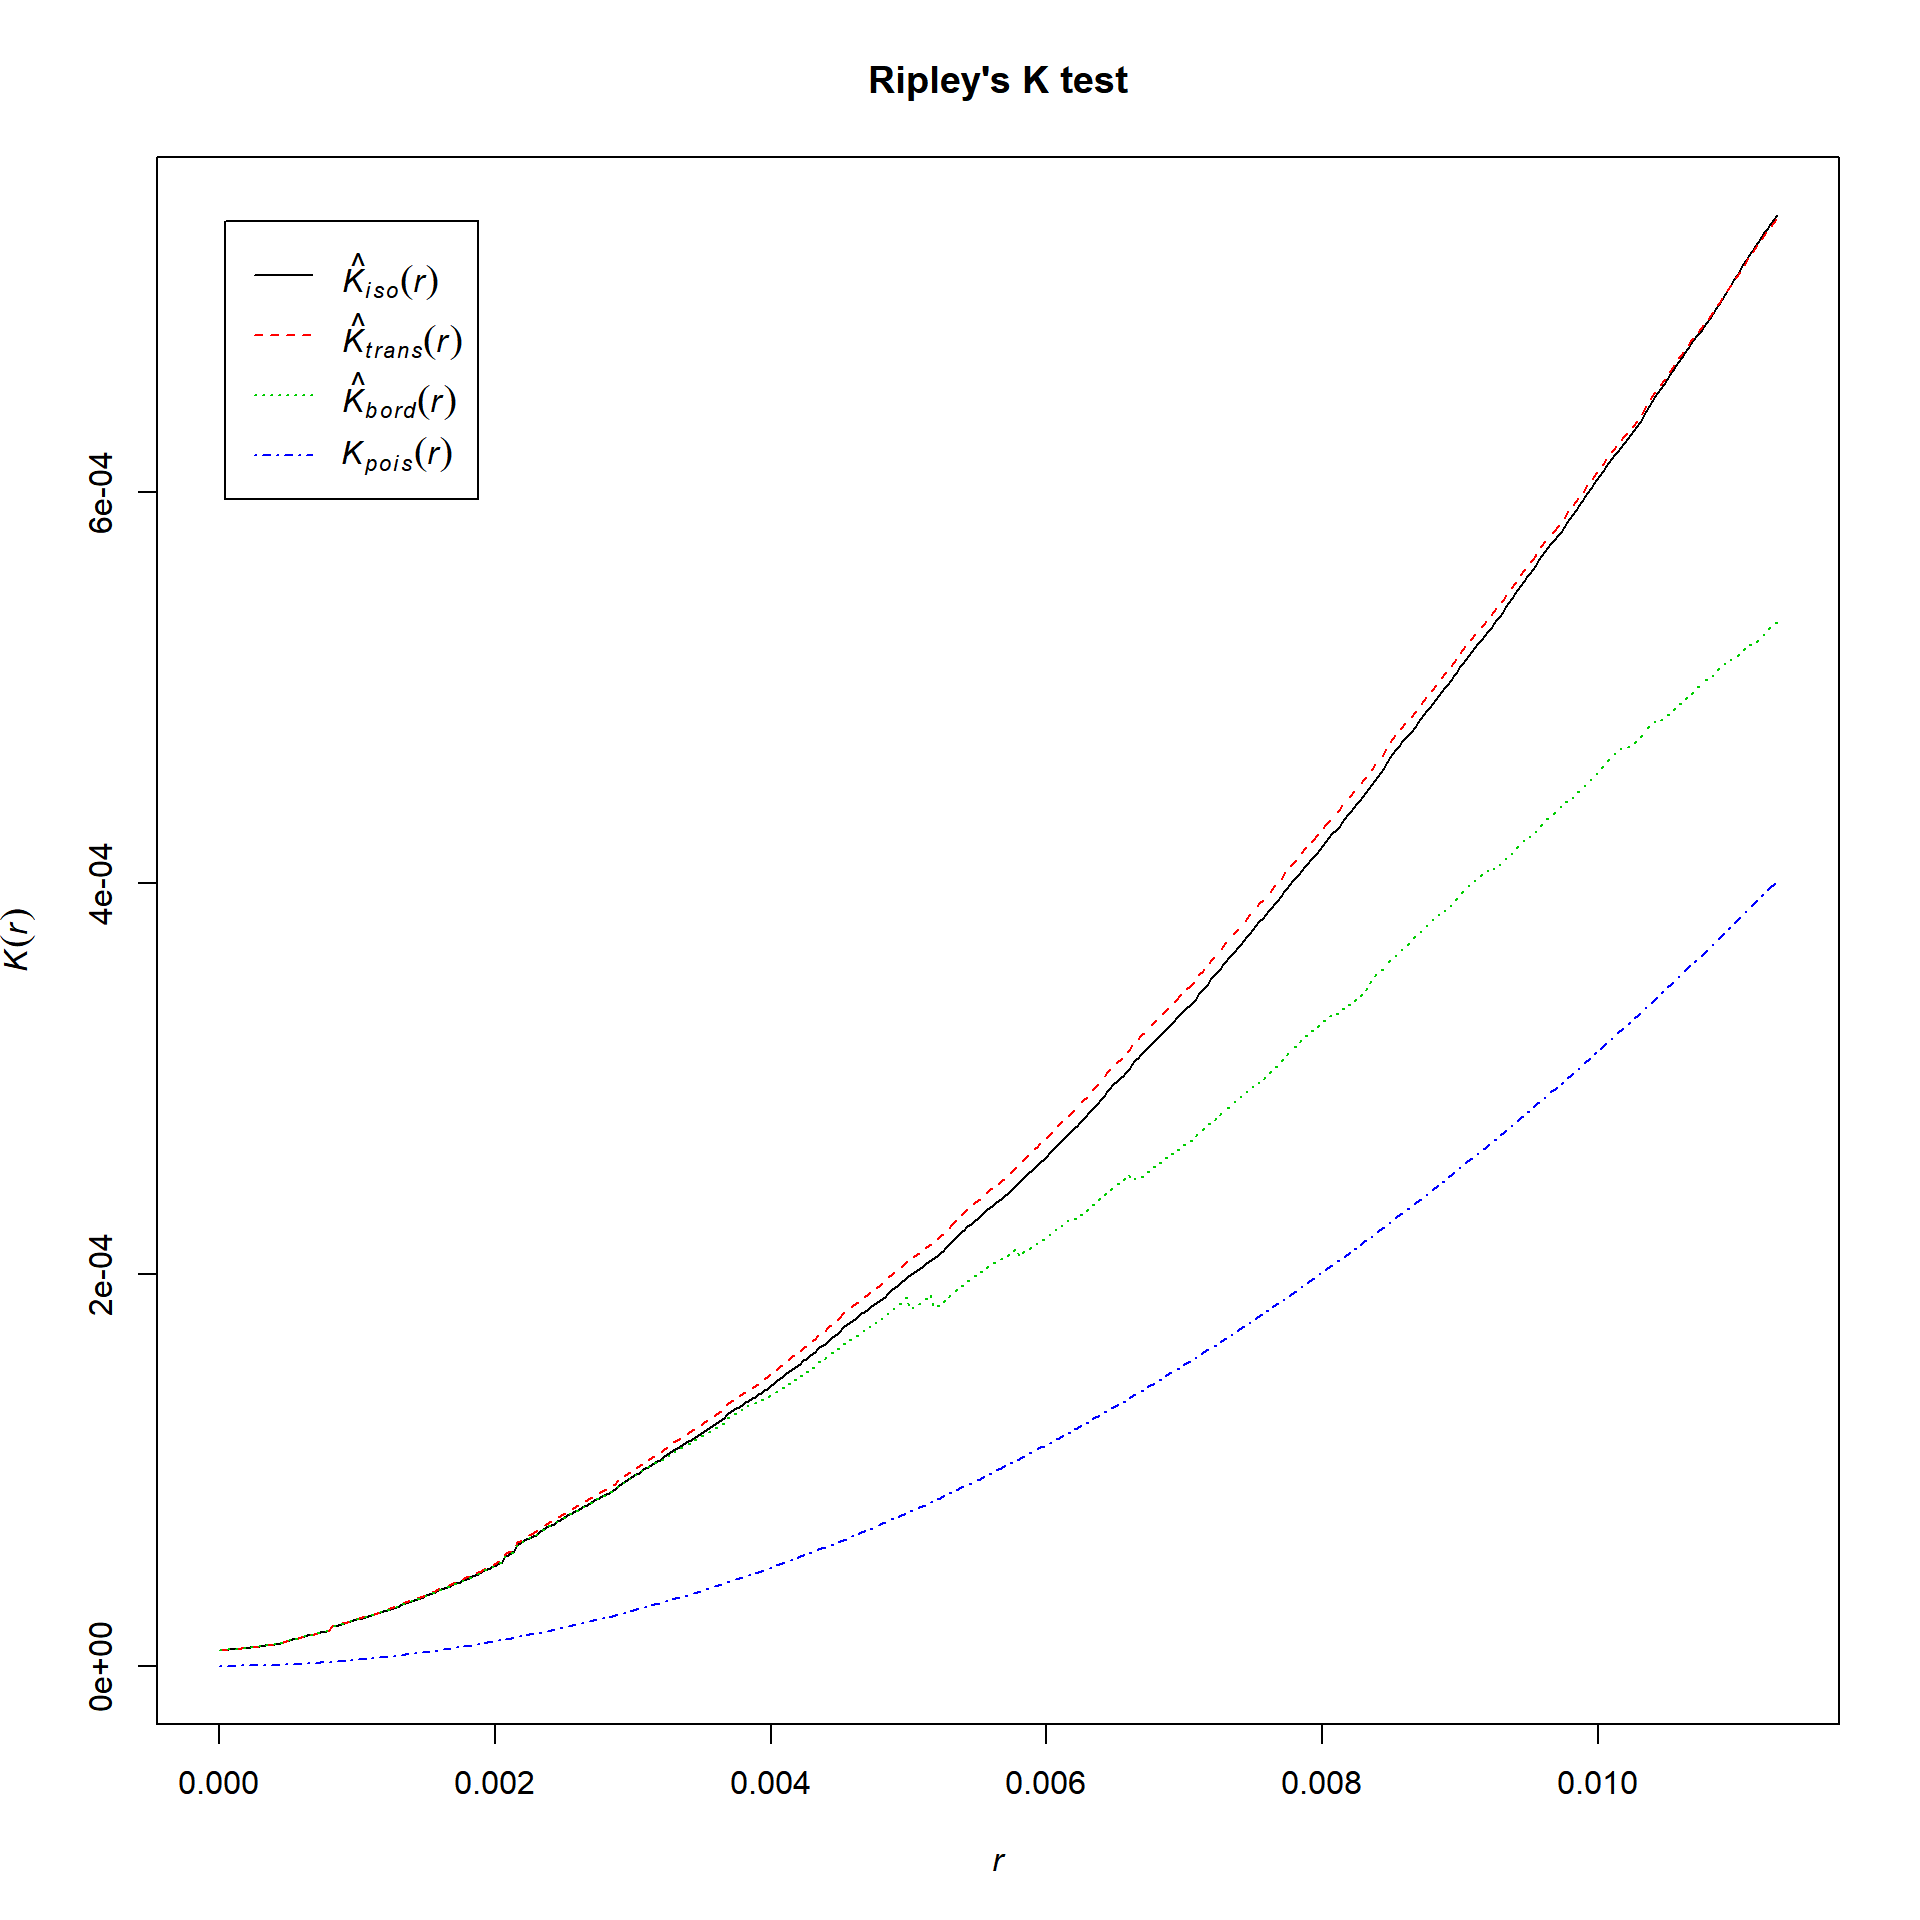 Ripley's K test
K̂iso(r)
K̂trans(r)
K̂bord(r)
Kpois(r)
K(r)
6e-04
4e-04
2e-04
0e+00
0.000 0.002 0.004 0.006 0.008 0.010
r